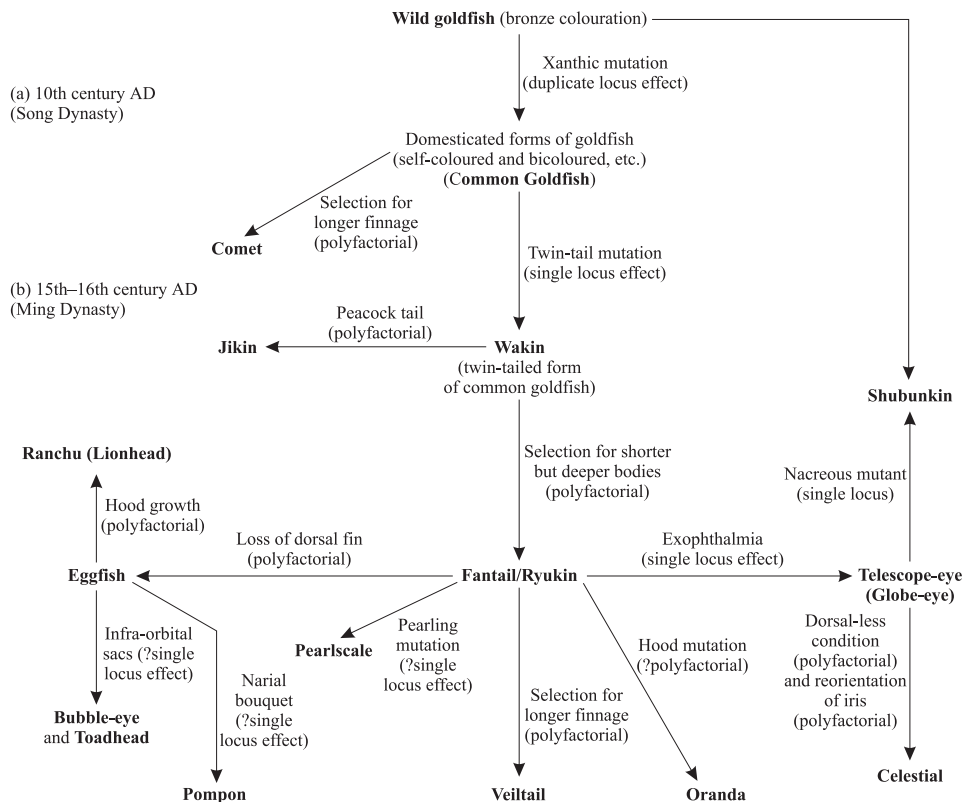 Wild goldfish (bronze colouration)
Xanthic mutation
(duplicate locus effect)
(a) 10th century AD
(Song Dynasty)
Domesticated forms of goldfish
(self-coloured and bicoloured, etc.)
(Common Goldfish)
Selection for
longer finnage
(polyfactorial)
Comet
Twin-tail mutation
(single locus effect)
(b) 15th–16th century AD
(Ming Dynasty)
Peacock tail
(polyfactorial)
Jikin
Wakin
(twin-tailed form
of common goldfish)
Shubunkin
Ranchu (Lionhead)
Selection for shorter
but deeper bodies
(polyfactorial)
Nacreous mutant
(single locus)
Hood growth
(polyfactorial)
Loss of dorsal fin
(polyfactorial)
Exophthalmia
(single locus effect)
Eggfish
Fantail/Ryukin
Telescope-eye
(Globe-eye)
Infra-orbital
sacs (?single
locus effect)
Pearlscale
Pearling
mutation
(?single
locus effect)
Hood mutation
(?polyfactorial)
Dorsal-less
condition
(polyfactorial)
and reorientation
of iris
(polyfactorial)
Narial
bouquet
(?single
locus effect)
Selection for
longer finnage
(polyfactorial)
Bubble-eye
and Toadhead
Pompon
Veiltail
Oranda
Celestial